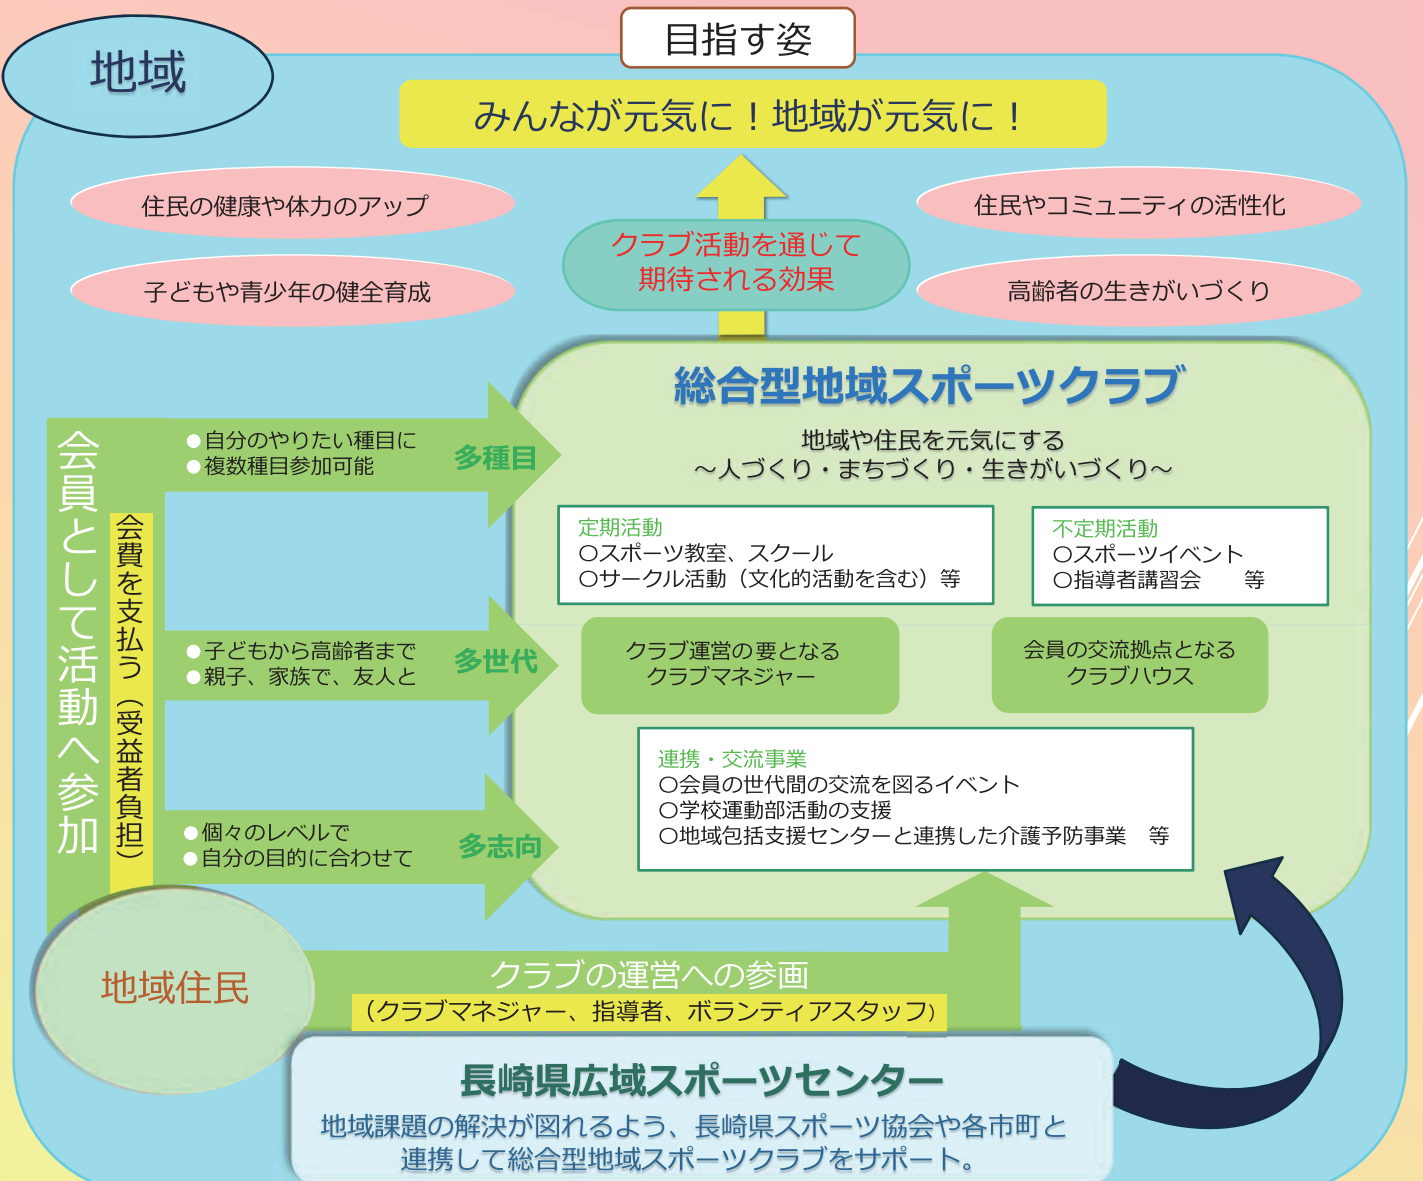 地域
目指す姿
みんなが元気に！地域が元気に！
住民の健康や体力のアップ
子どもや青少年の健全育成
クラブ活動を通じて
期待される効果
住民やコミュニティの活性化
高齢者の生きがいづくり
総合型地域スポーツクラブ
地域や住民を元気にする
～人づくり・まちづくり・生きがいづくり～
会員として活動へ参加
会費を支払う（受益者負担）
●自分のやりたい種目に
●複数種目参加可能
多種目
●子どもから高齢者まで
●親子、家族で、友人と
多世代
●個々のレベルで
●自分の目的に合わせて
多志向
定期活動
○スポーツ教室、スクール
○サークル活動（文化的活動を含む）等
不定期活動
○スポーツイベント
○指導者講習会　　等
クラブ運営の要となる
クラブマネジャー
会員の交流拠点となる
クラブハウス
連携・交流事業
○会員の世代間の交流を図るイベント
○学校運動部活動の支援
○地域包括支援センターと連携した介護予防事業　等
地域住民
クラブの運営への参画
（クラブマネジャー、指導者、ボランティアスタッフ）
長崎県広域スポーツセンター
地域課題の解決が図れるよう、長崎県スポーツ協会や各市町と
連携して総合型地域スポーツクラブをサポート。